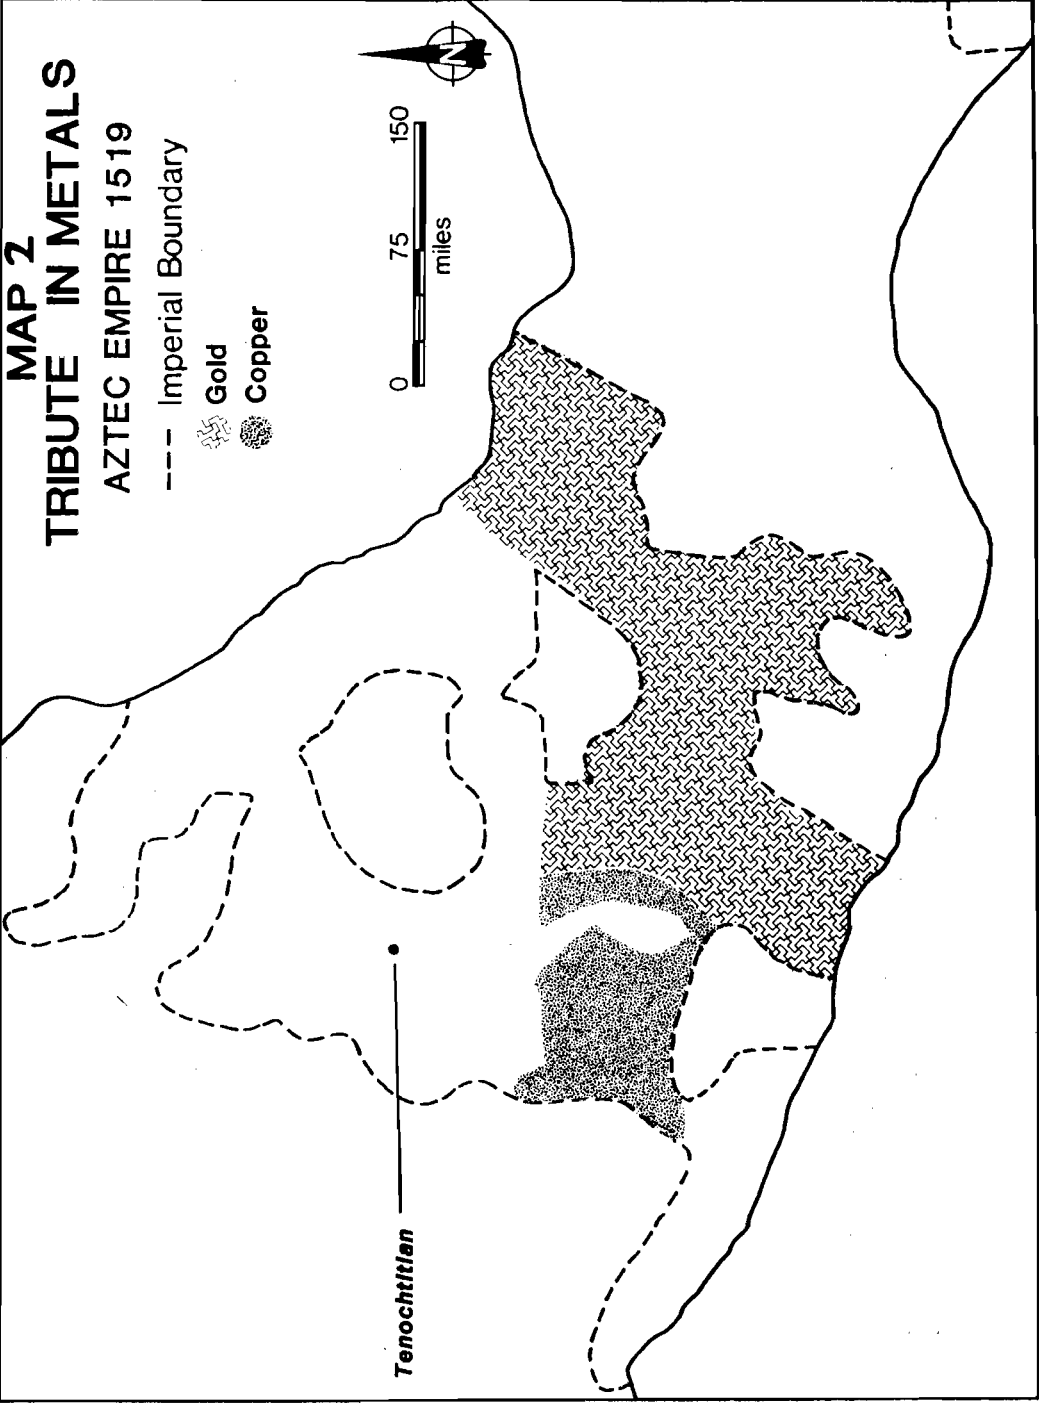 MAP 2
TRIBUTE IN METALS
AZTEC EMPIRE 1519
Imperial Boundary
Gold
Copper
N
0 75 150
miles
Tenochtitlan